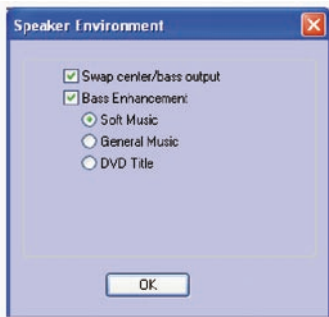 Speaker Environment
Swap center/bass output
Bass Enhancement
Soft Music
General Music
DVD Title
OK